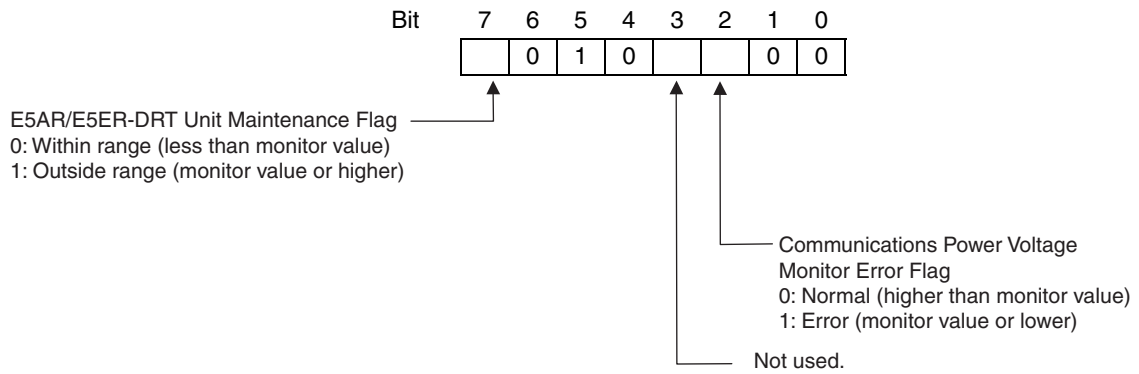 Bit 7 6 5 4 3 2 1 0
0 1 0 0 0
E5AR/E5ER-DRT Unit Maintenance Flag
0: Within range (less than monitor value)
1: Outside range (monitor value or higher)
Communications Power Voltage
Monitor Error Flag
0: Normal (higher than monitor value)
1: Error (monitor value or lower)
Not used.